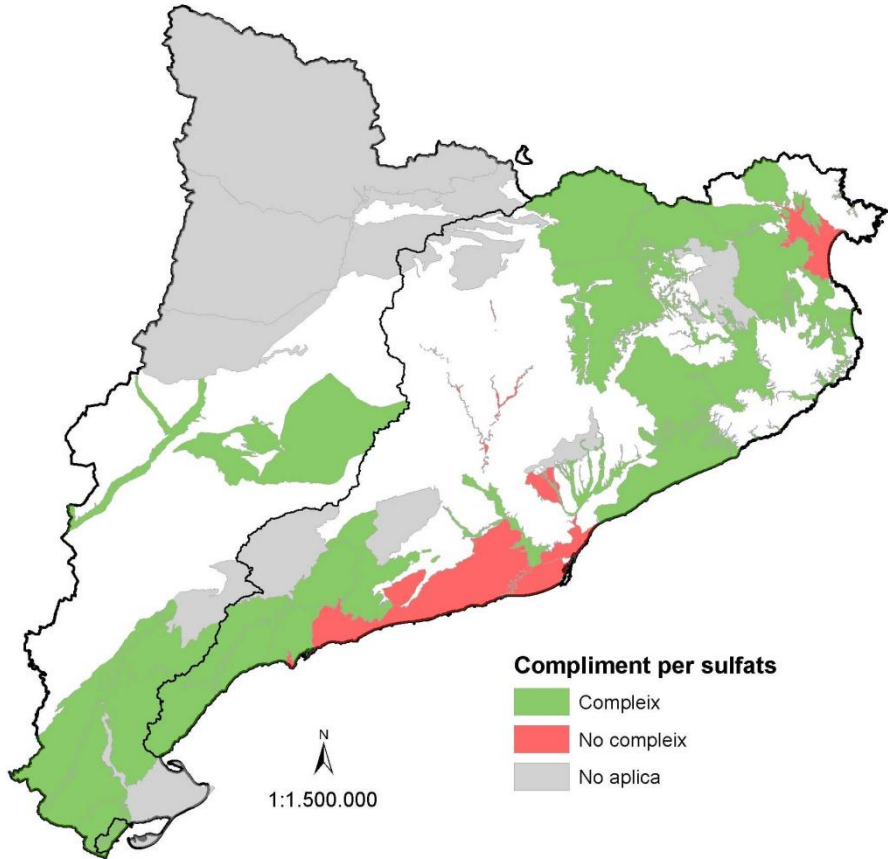 Compliment per sulfats
Compleix
No compleix
No aplica
N
1:1.500.000